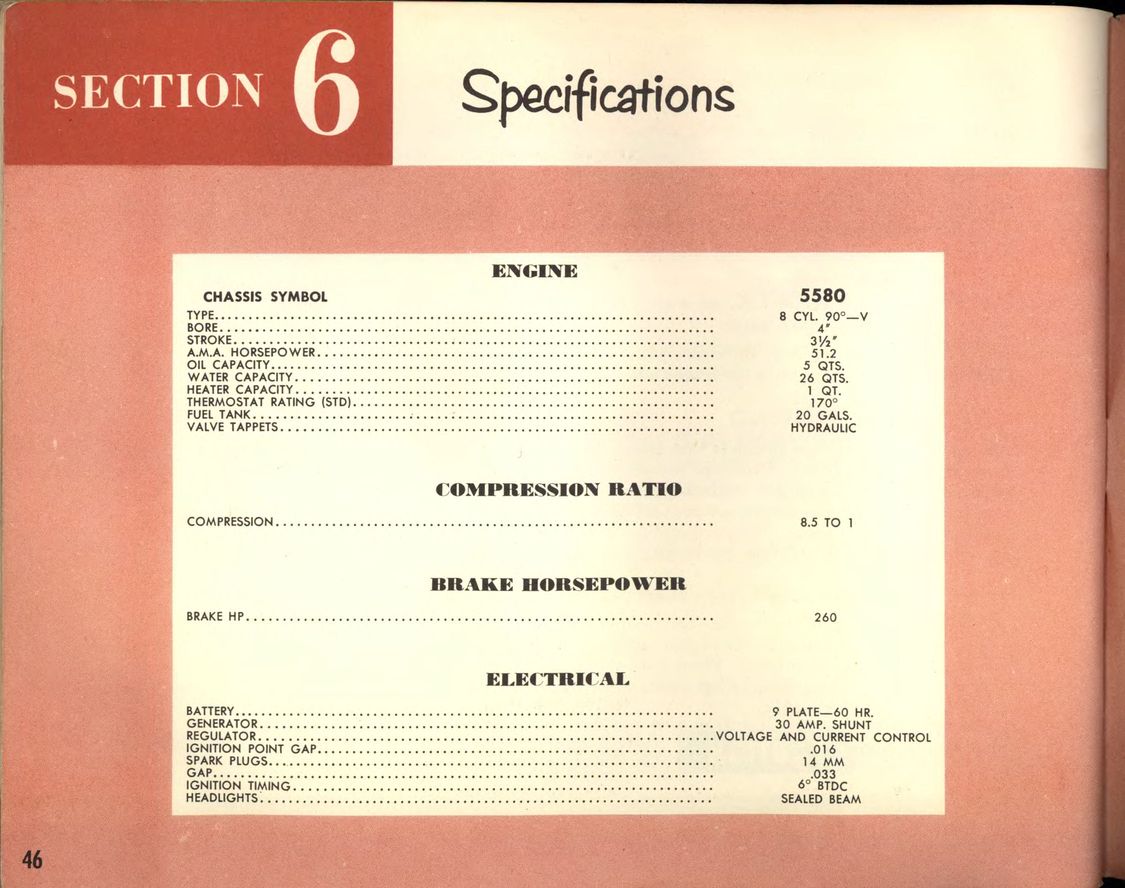 SECTION 6
Specifications
ENGINE
CHASSIS SYMBOL 5580
TYPE 8 CYL. 90°—V
BORE 4"
STROKE 3½"
A.M.A. HORSEPOWER 51.2
OIL CAPACITY 5 QTS.
WATER CAPACITY 26 QTS.
HEATER CAPACITY 1 QT.
THERMOSTAT RATING (STD) 170°
FUEL TANK 20 GALS.
VALVE TAPPETS HYDRAULIC
COMPRESSION RATIO
COMPRESSION 8.5 TO 1
BRAKE HORSEPOWER
BRAKE HP 260
ELECTRICAL
BATTERY 9 PLATE—60 HR.
GENERATOR 30 AMP. SHUNT
REGULATOR VOLTAGE AND CURRENT CONTROL
IGNITION POINT GAP .016
SPARK PLUGS 14 MM
GAP .033
IGNITION TIMING 6° BTDC
HEADLIGHTS SEALED BEAM
46